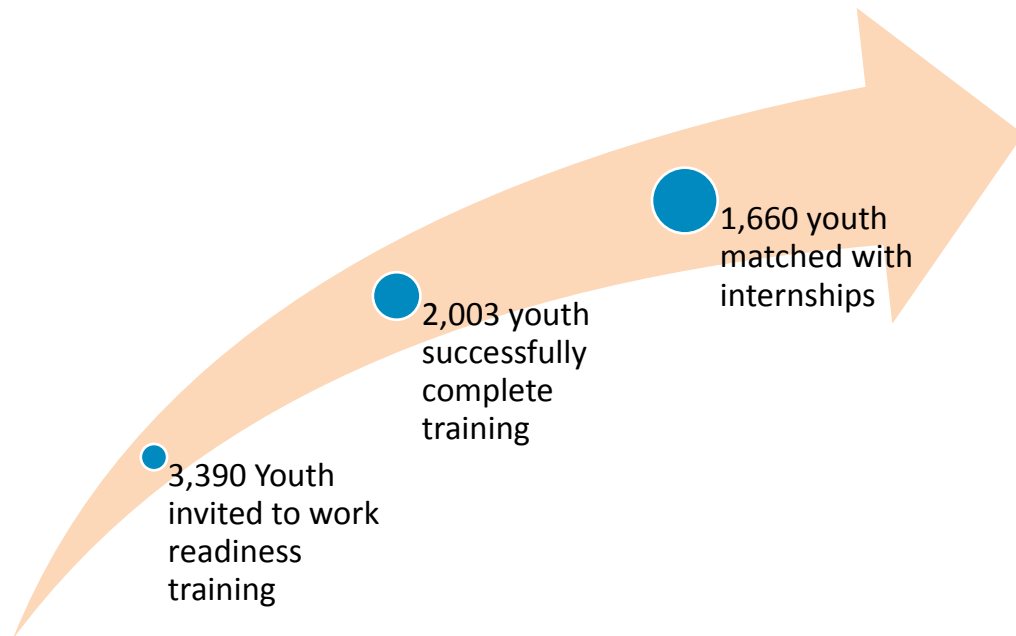 1,660 youth
matched with
internships
2,003 youth
successfully
complete
training
3,390 Youth
invited to work
readiness
training